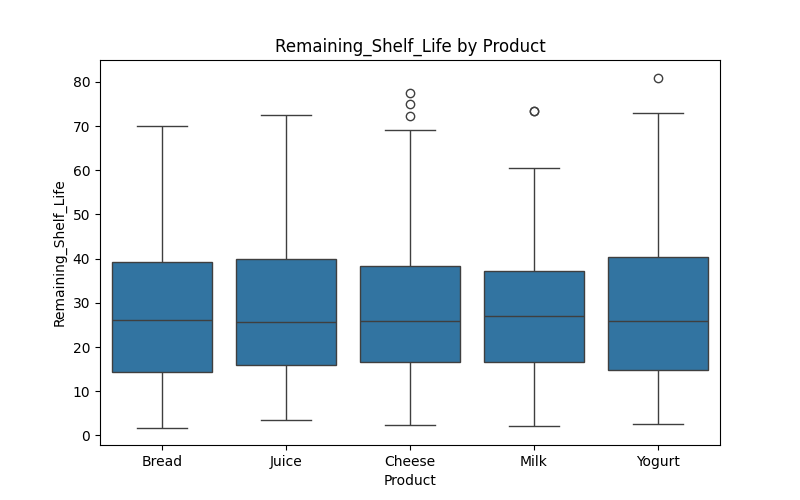 Remaining_Shelf_Life by Product
Remaining_Shelf_Life
80
70
60
50
40
30
20
10
0
Bread Juice Cheese Milk Yogurt
Product